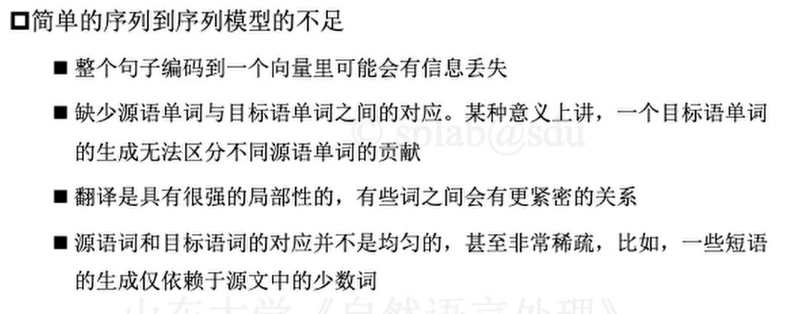 简单的序列到序列模型的不足
整个句子编码到一个向量里可能会有信息丢失
缺少源语单词与目标语单词之间的对应。某种意义上讲，一个目标语单词
© splab@sdu
的生成无法区分不同源语单词的贡献
翻译是具有很强的局部性的，有些词之间会有更紧密的关系
源语词和目标语词的对应并不是均匀的，甚至非常稀疏，比如，一些短语
的生成仅依赖于源文中的少数词
山东大学《自然语言处理》